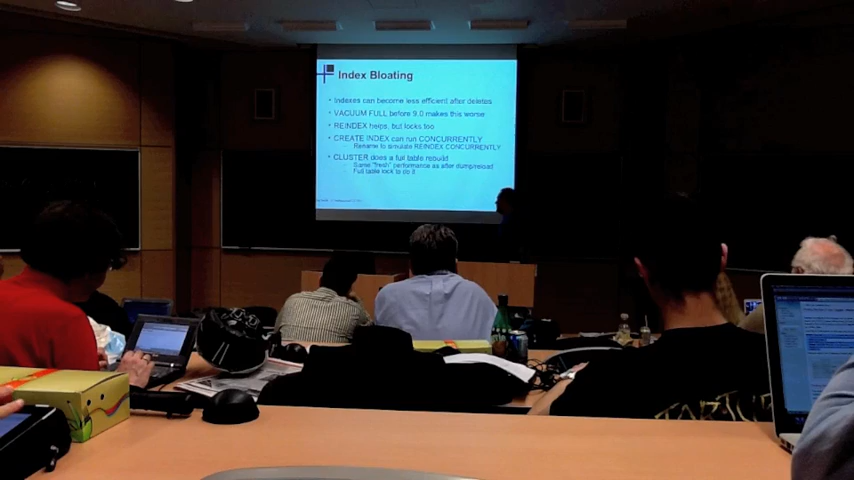 Index Bloating
Indexes can become less efficient after deletes
VACUUM FULL before 9.0 makes this worse
REINDEX helps, but locks too
CREATE INDEX can run CONCURRENTLY
Rename to simulate REINDEX CONCURRENTLY
CLUSTER does a full table rebuild
Same "fresh" performance as after dump/reload
Full table lock to do it